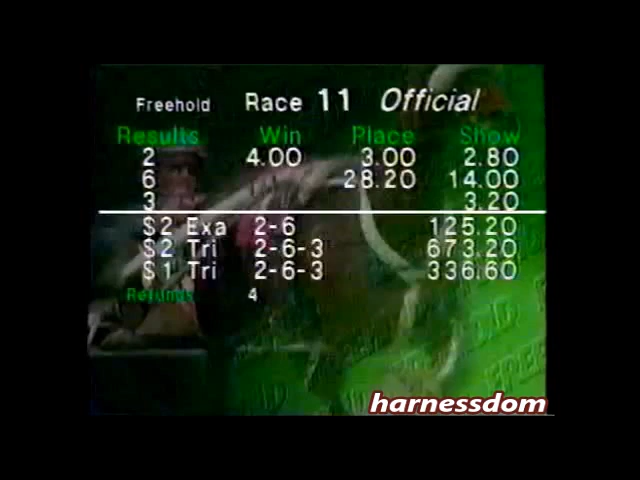 Freehold Race 11 Official
Results Win Place Show
2 4.00 3.00 2.80
6 28.20 14.00
3 3.20
$2 Exa 2-6 125.20
$2 Tri 2-6-3 673.20
$1 Tri 2-6-3 336.60
Refunds 4
harnessdom